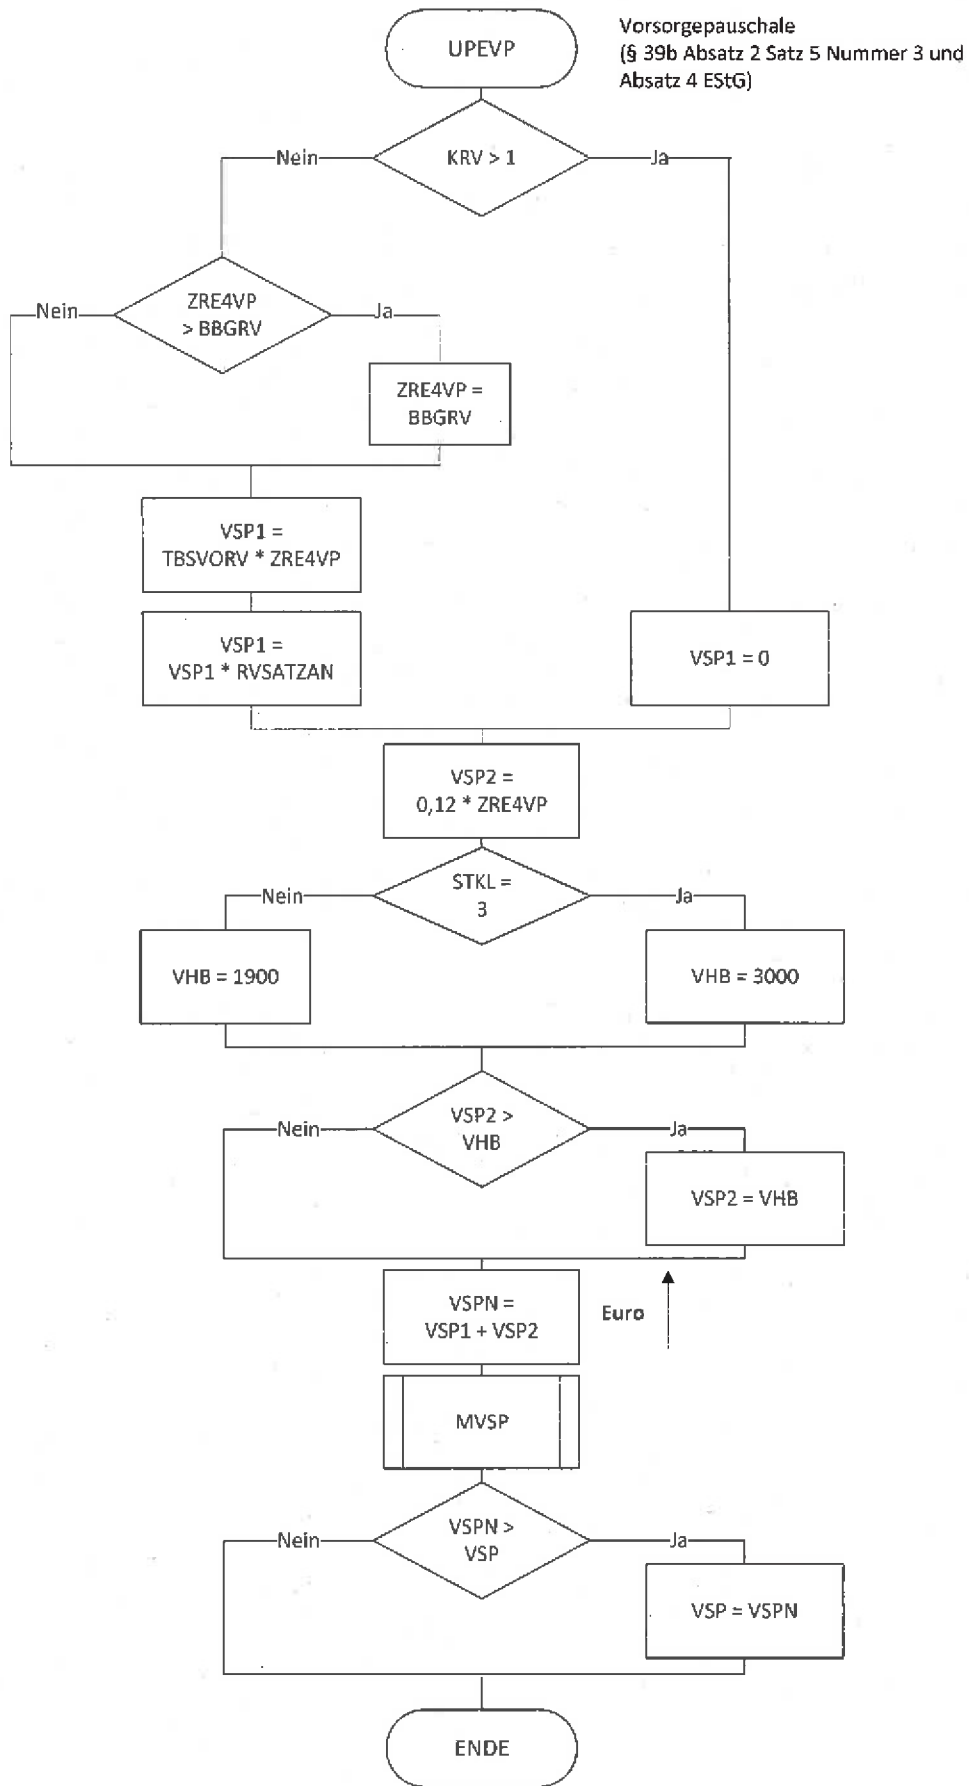 UPEVP
Vorsorgepauschale
(§ 39b Absatz 2 Satz 5 Nummer 3 und
Absatz 4 EStG)
Nein
KRV > 1
Ja
Nein
ZRE4VP
> BBGRV
Ja
ZRE4VP =
BBGRV
VSP1 =
TBSVORV * ZRE4VP
VSP1 =
VSP1 * RVSATZAN
VSP1 = 0
VSP2 =
0,12 * ZRE4VP
Nein
STKL =
3
Ja
VHB = 1900
VHB = 3000
Nein
VSP2 >
VHB
Ja
VSP2 = VHB
VSPN =
VSP1 + VSP2
Euro
MVSP
Nein
VSPN >
VSP
Ja
VSP = VSPN
ENDE